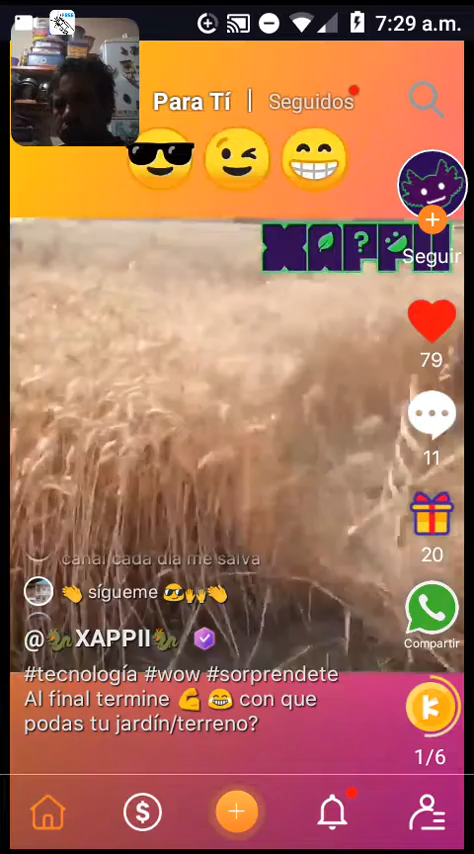 7:29 a.m.
Para Tí | Seguidos
XAPPII
Seguir
79
11
20
canal cada día me salva
👏 sígueme 😎🙌👏
@🐉XAPPII🐉
Compartir
#tecnología #wow #sorprendete
Al final termine 💪😂 con que
podas tu jardín/terreno?
1/6